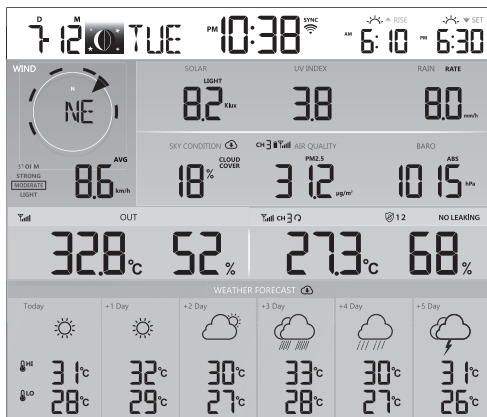 D M SYNC RISE SET
7-12 TUE PM 10:38 AM 6:10 PM 6:30
WIND SOLAR UV INDEX RAIN RATE
N LIGHT
NE 8.2 Klux 3.8 8.0 mm/h
SKY CONDITION CH 3 AIR QUALITY BARO
AVG CLOUD COVER PM2.5 ABS
STRONG
MODERATE 8.6 km/h 18 % 31.2 µg/m³ 1015 hPa
LIGHT
OUT CH 3 1 2 NO LEAKING
32.8 °C 52 % 27.3 °C 68 %
WEATHER FORECAST
Today +1 Day +2 Day +3 Day +4 Day +5 Day
HI 31 °C 32 °C 30 °C 33 °C 30 °C 31 °C
LO 28 °C 29 °C 27 °C 28 °C 27 °C 26 °C